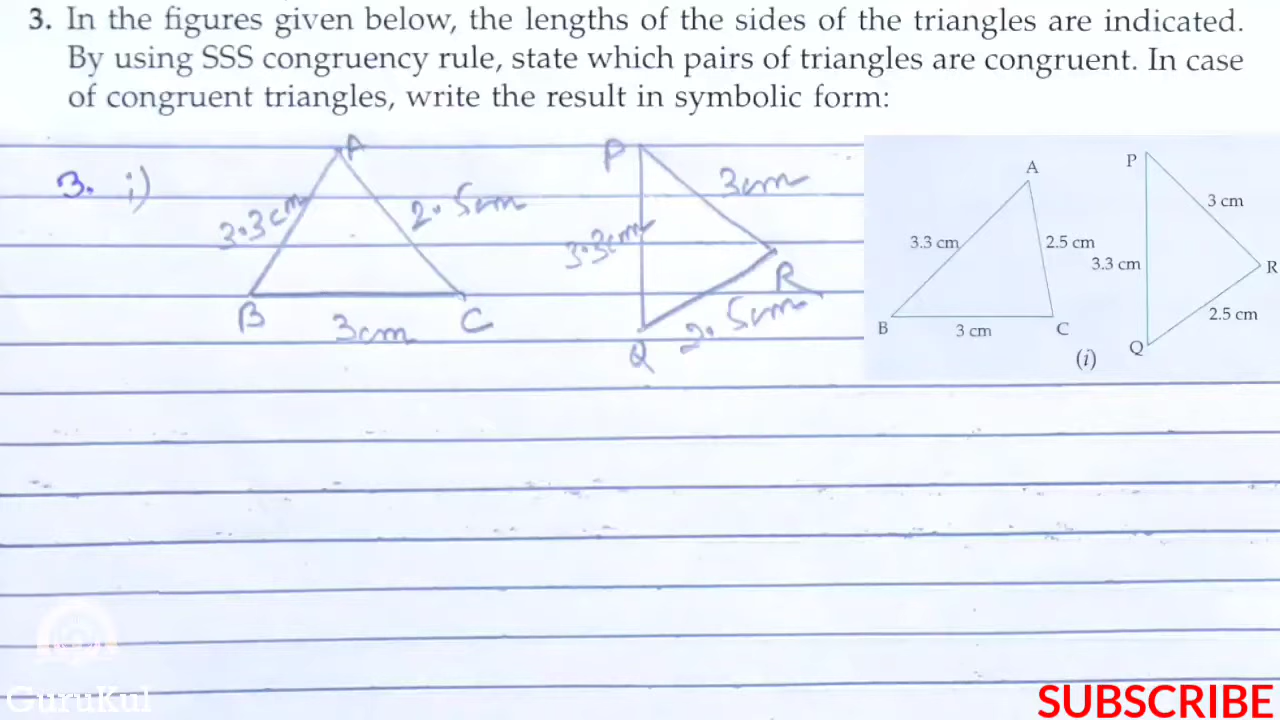 3. In the figures given below, the lengths of the sides of the triangles are indicated.
By using SSS congruency rule, state which pairs of triangles are congruent. In case
of congruent triangles, write the result in symbolic form:
3. i)
A
3.3cm
2.5cm
B
3cm
C
P
3cm
3.3cm
R
2.5cm
Q
A
3.3 cm
2.5 cm
B
3 cm
C
P
3 cm
3.3 cm
R
2.5 cm
Q
(i)
GuruKul
SUBSCRIBE